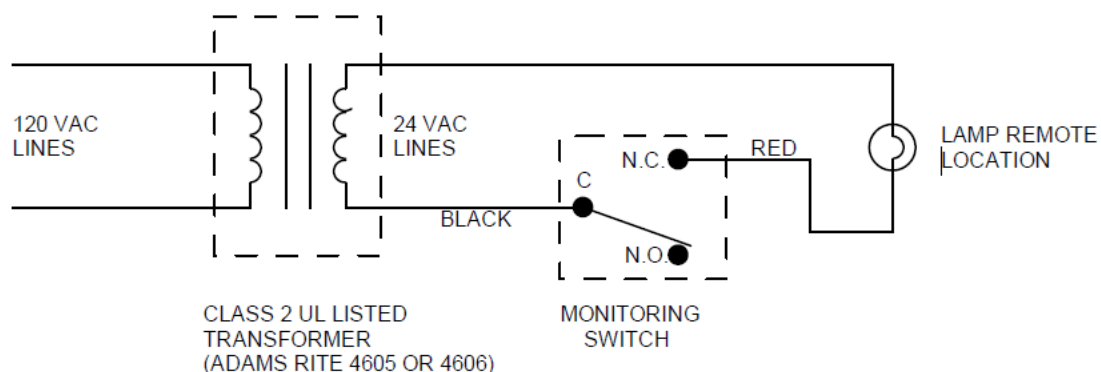 120 VAC
LINES
24 VAC
LINES
BLACK
C
N.C.
N.O.
RED
LAMP REMOTE
LOCATION
CLASS 2 UL LISTED
TRANSFORMER
(ADAMS RITE 4605 OR 4606)
MONITORING
SWITCH